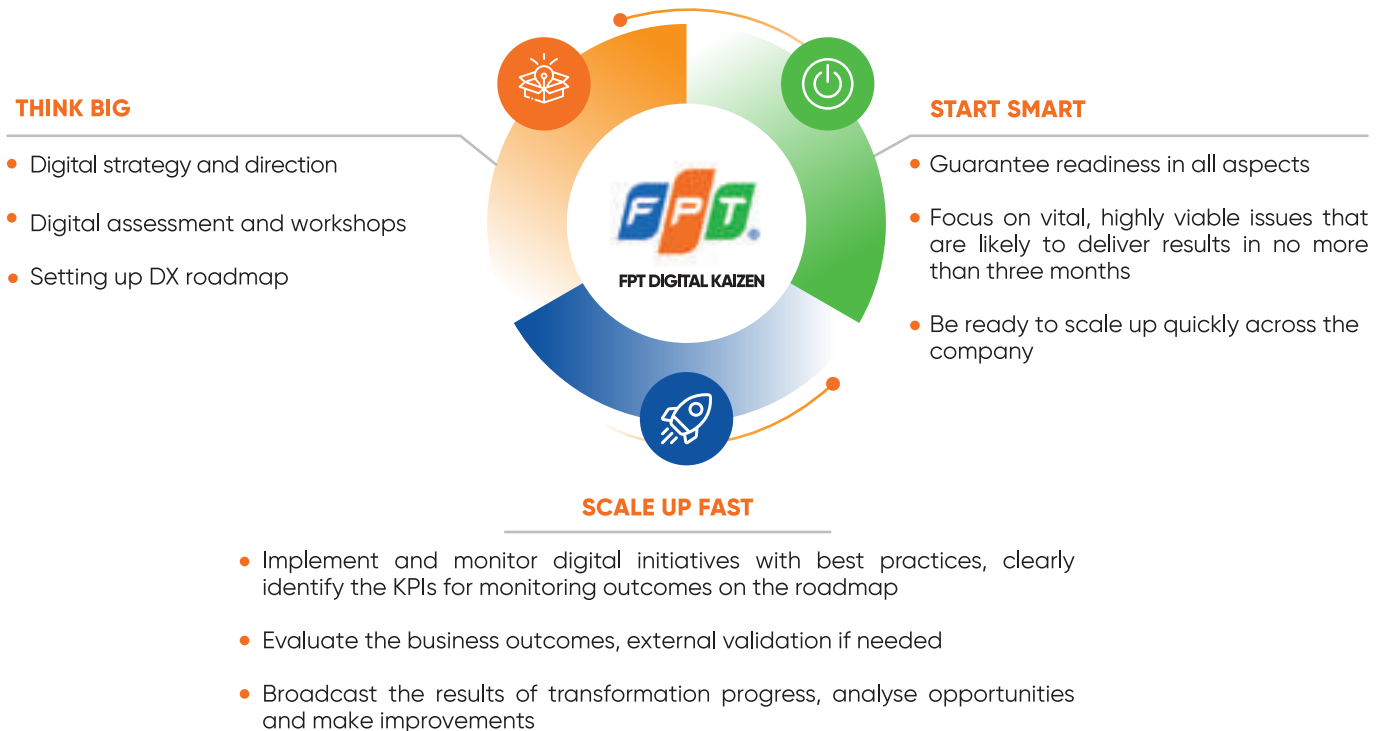 THINK BIG
Digital strategy and direction
Digital assessment and workshops
Setting up DX roadmap
FPT.®
FPT DIGITAL KAIZEN
START SMART
Guarantee readiness in all aspects
Focus on vital, highly viable issues that
are likely to deliver results in no more
than three months
Be ready to scale up quickly across the
company
SCALE UP FAST
Implement and monitor digital initiatives with best practices, clearly
identify the KPIs for monitoring outcomes on the roadmap
Evaluate the business outcomes, external validation if needed
Broadcast the results of transformation progress, analyse opportunities
and make improvements